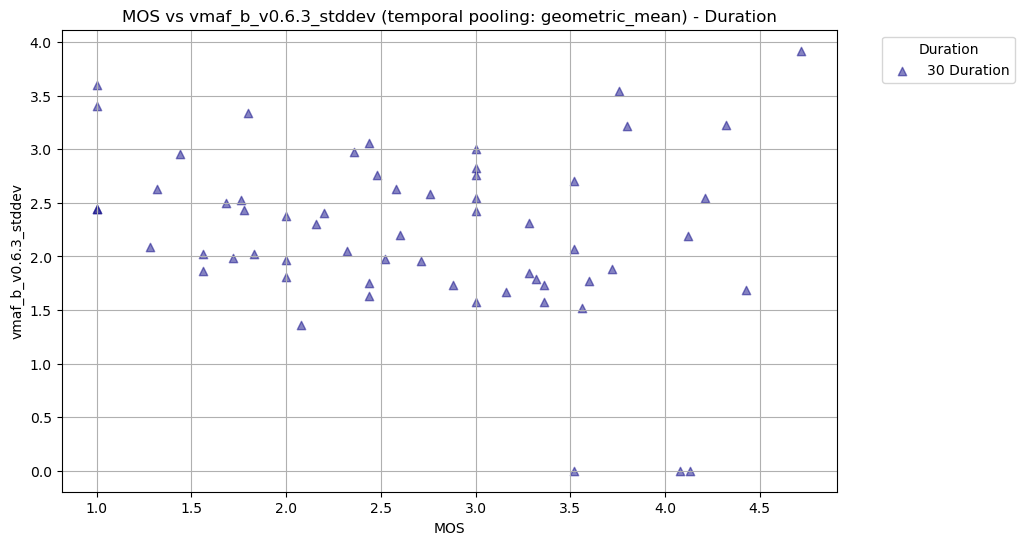 MOS vs vmaf_b_v0.6.3_stddev (temporal pooling: geometric_mean) - Duration
Duration
30 Duration
vmaf_b_v0.6.3_stddev
4.0
3.5
3.0
2.5
2.0
1.5
1.0
0.5
0.0
1.0 1.5 2.0 2.5 3.0 3.5 4.0 4.5
MOS